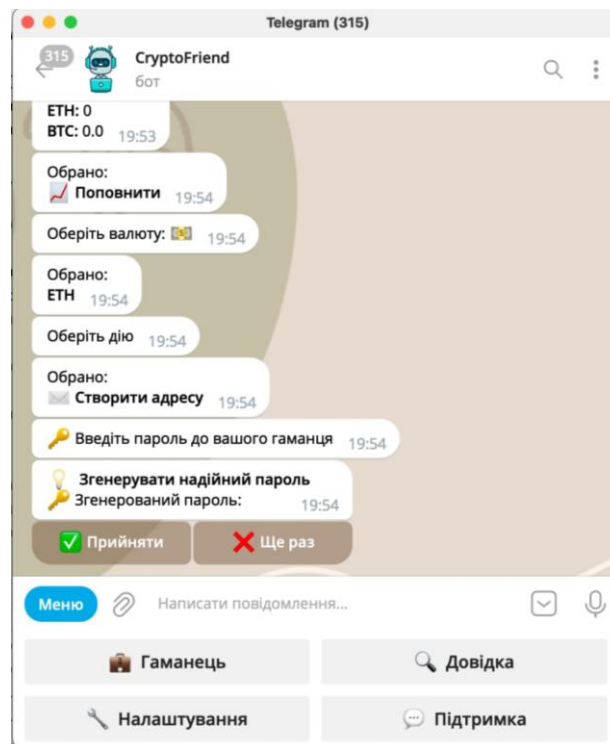 Telegram (315)
315
CryptoFriend
бот
ETH: 0
BTC: 0.0 19:53
Обрано:
Поповнити 19:54
Оберіть валюту: 19:54
Обрано:
ETH 19:54
Оберіть дію 19:54
Обрано:
Створити адресу 19:54
Введіть пароль до вашого гаманця 19:54
Згенерувати надійний пароль
Згенерований пароль: 19:54
Прийняти Ще раз
Меню Написати повідомлення...
Гаманець Довідка
Налаштування Підтримка